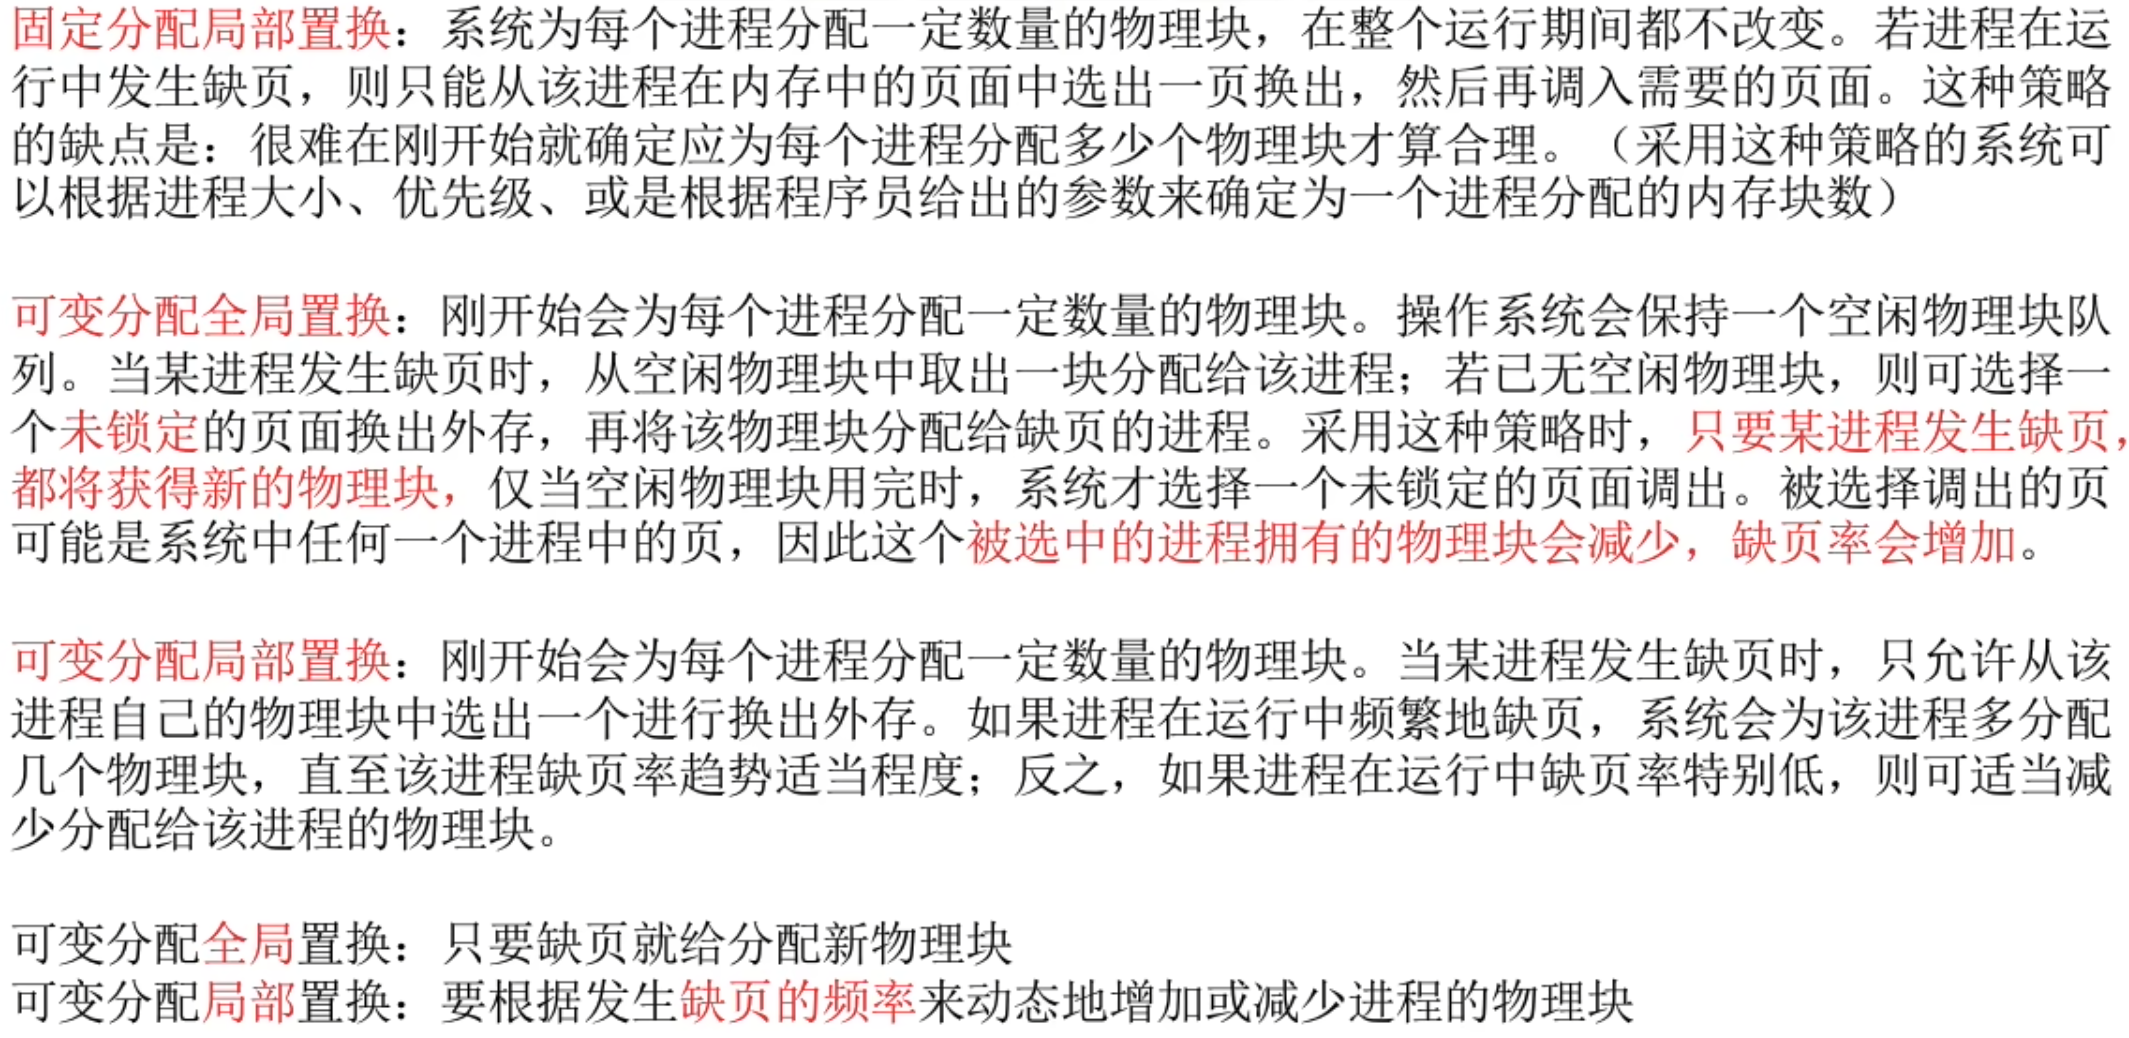 固定分配局部置换：系统为每个进程分配一定数量的物理块，在整个运行期间都不改变。若进程在运
行中发生缺页，则只能从该进程在内存中的页面中选出一页换出，然后再调入需要的页面。这种策略
的缺点是：很难在刚开始就确定应为每个进程分配多少个物理块才算合理。（采用这种策略的系统可
以根据进程大小、优先级、或是根据程序员给出的参数来确定为一个进程分配的内存块数）
可变分配全局置换：刚开始会为每个进程分配一定数量的物理块。操作系统会保持一个空闲物理块队
列。当某进程发生缺页时，从空闲物理块中取出一块分配给该进程；若已无空闲物理块，则可选择一
个未锁定的页面换出外存，再将该物理块分配给缺页的进程。采用这种策略时，只要某进程发生缺页，
都将获得新的物理块，仅当空闲物理块用完时，系统才选择一个未锁定的页面调出。被选择调出的页
可能是系统中任何一个进程中的页，因此这个被选中的进程拥有的物理块会减少，缺页率会增加。
可变分配局部置换：刚开始会为每个进程分配一定数量的物理块。当某进程发生缺页时，只允许从该
进程自己的物理块中选出一个进行换出外存。如果进程在运行中频繁地缺页，系统会为该进程多分配
几个物理块，直至该进程缺页率趋势适当程度；反之，如果进程在运行中缺页率特别低，则可适当减
少分配给该进程的物理块。
可变分配全局置换：只要缺页就给分配新物理块
可变分配局部置换：要根据发生缺页的频率来动态地增加或减少进程的物理块